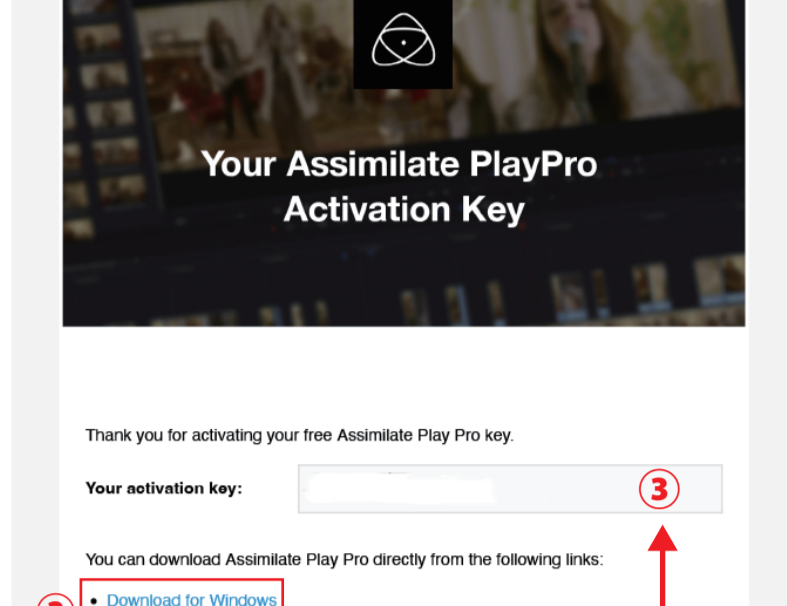 Your Assimilate PlayPro
Activation Key
Thank you for activating your free Assimilate Play Pro key.
Your activation key:
③
You can download Assimilate Play Pro directly from the following links:
• Download for Windows